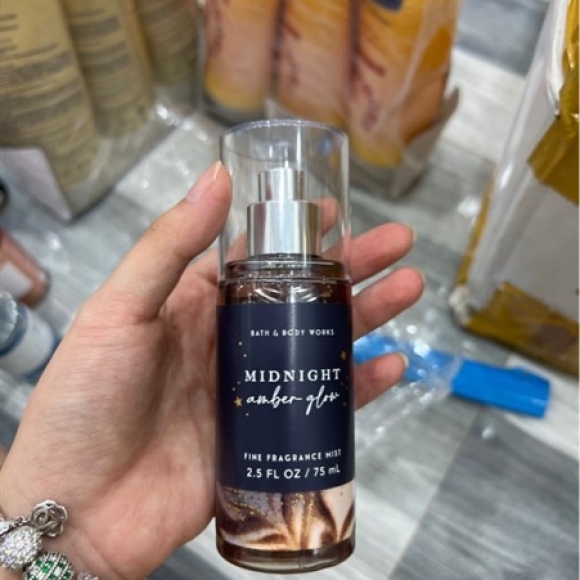 BATH & BODY WORKS
MIDNIGHT
amber glow
FINE FRAGRANCE MIST
2.5 FL OZ / 75 mL